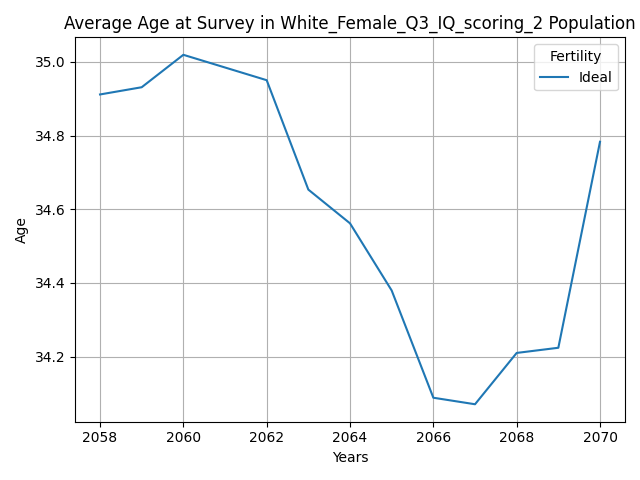 Average Age at Survey in White_Female_Q3_IQ_scoring_2 Population
Fertility
Ideal
35.0
34.8
34.6
34.4
34.2
Age
2058 2060 2062 2064 2066 2068 2070
Years